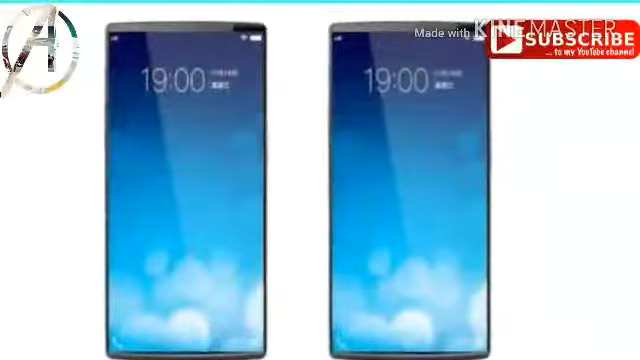 Made with KINEMASTER
SUBSCRIBE
... to my YouTube channel
19:00
19:00